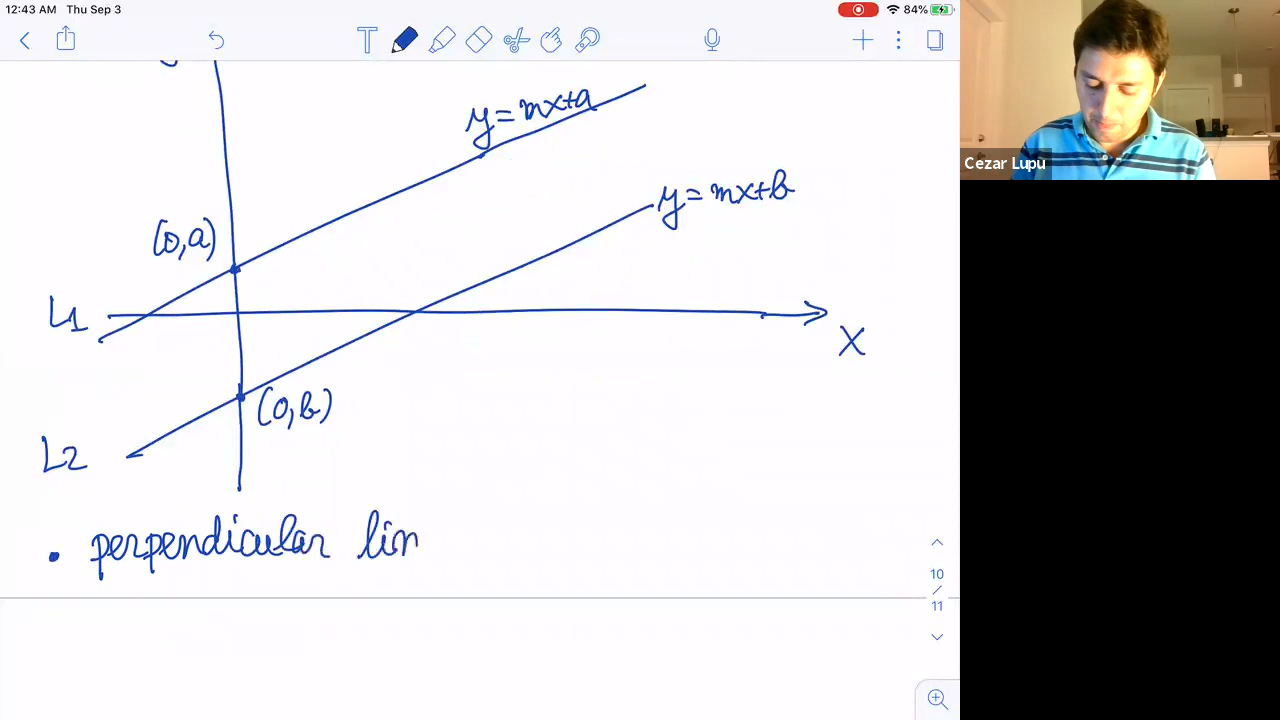 12:43 AM Thu Sep 3
84%
y=mx+a
Cezar Lupu
y=mx+b
(0,a)
L1
X
(0,b)
L2
• perpendicular lin
10
/
11